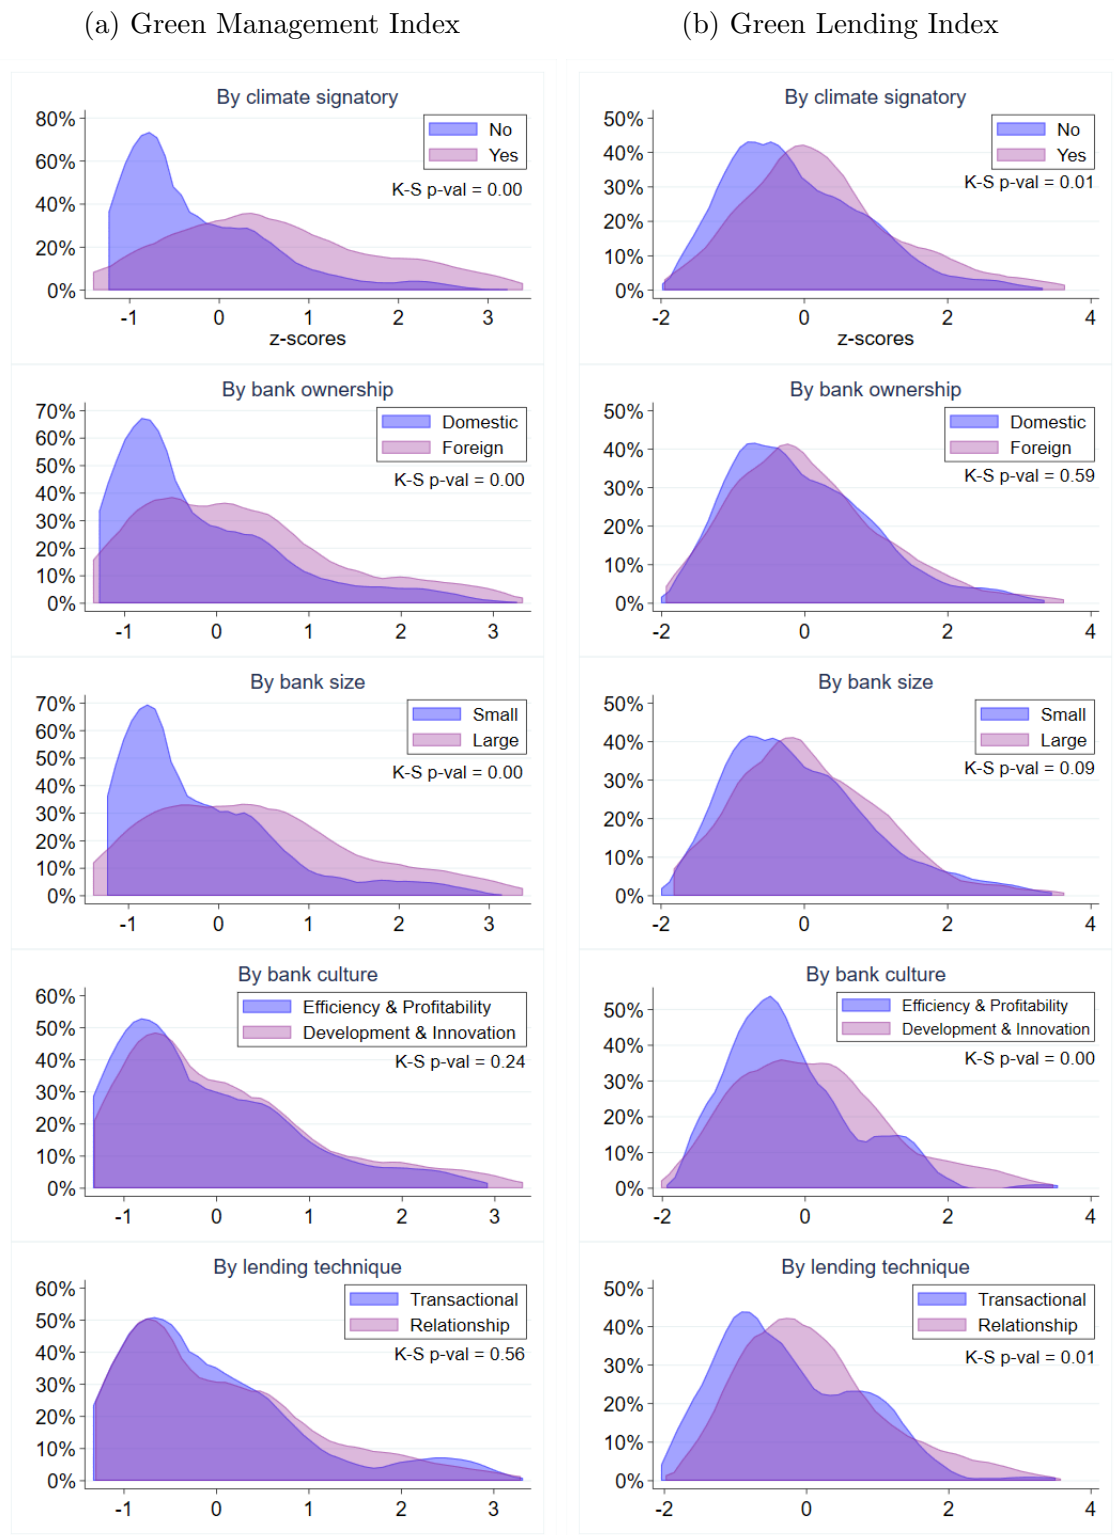 (a) Green Management Index
(b) Green Lending Index
By climate signatory
80%
60%
40%
20%
0%
No
Yes
K-S p-val = 0.00
-1 0 1 2 3
z-scores
By climate signatory
50%
40%
30%
20%
10%
0%
No
Yes
K-S p-val = 0.01
-2 0 2 4
z-scores
By bank ownership
70%
60%
50%
40%
30%
20%
10%
0%
Domestic
Foreign
K-S p-val = 0.00
-1 0 1 2 3
By bank ownership
50%
40%
30%
20%
10%
0%
Domestic
Foreign
K-S p-val = 0.59
-2 0 2 4
By bank size
70%
60%
50%
40%
30%
20%
10%
0%
Small
Large
K-S p-val = 0.00
-1 0 1 2 3
By bank size
50%
40%
30%
20%
10%
0%
Small
Large
K-S p-val = 0.09
-2 0 2 4
By bank culture
60%
50%
40%
30%
20%
10%
0%
Efficiency & Profitability
Development & Innovation
K-S p-val = 0.24
-1 0 1 2 3
By bank culture
50%
40%
30%
20%
10%
0%
Efficiency & Profitability
Development & Innovation
K-S p-val = 0.00
-2 0 2 4
By lending technique
60%
50%
40%
30%
20%
10%
0%
Transactional
Relationship
K-S p-val = 0.56
-1 0 1 2 3
By lending technique
50%
40%
30%
20%
10%
0%
Transactional
Relationship
K-S p-val = 0.01
-2 0 2 4